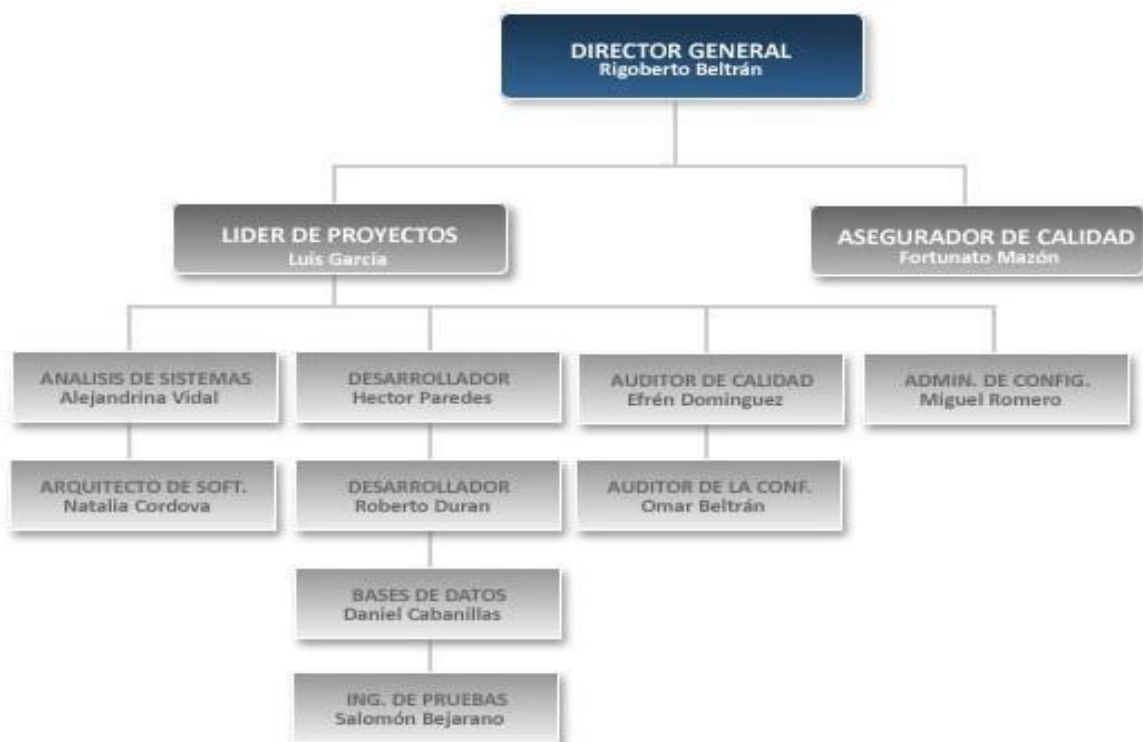 DIRECTOR GENERAL
Rigoberto Beltrán
LIDER DE PROYECTOS
Luis Garcia
ASEGURADOR DE CALIDAD
Fortunato Mazón
ANALISIS DE SISTEMAS
Alejandrina Vidal
DESARROLLADOR
Hector Paredes
AUDITOR DE CALIDAD
Efrén Dominguez
ADMIN. DE CONFIG.
Miguel Romero
ARQUITECTO DE SOFT.
Natalia Cordova
DESARROLLADOR
Roberto Duran
AUDITOR DE LA CONF.
Omar Beltrán
BASES DE DATOS
Daniel Cabanillas
ING. DE PRUEBAS
Salomón Bejarano